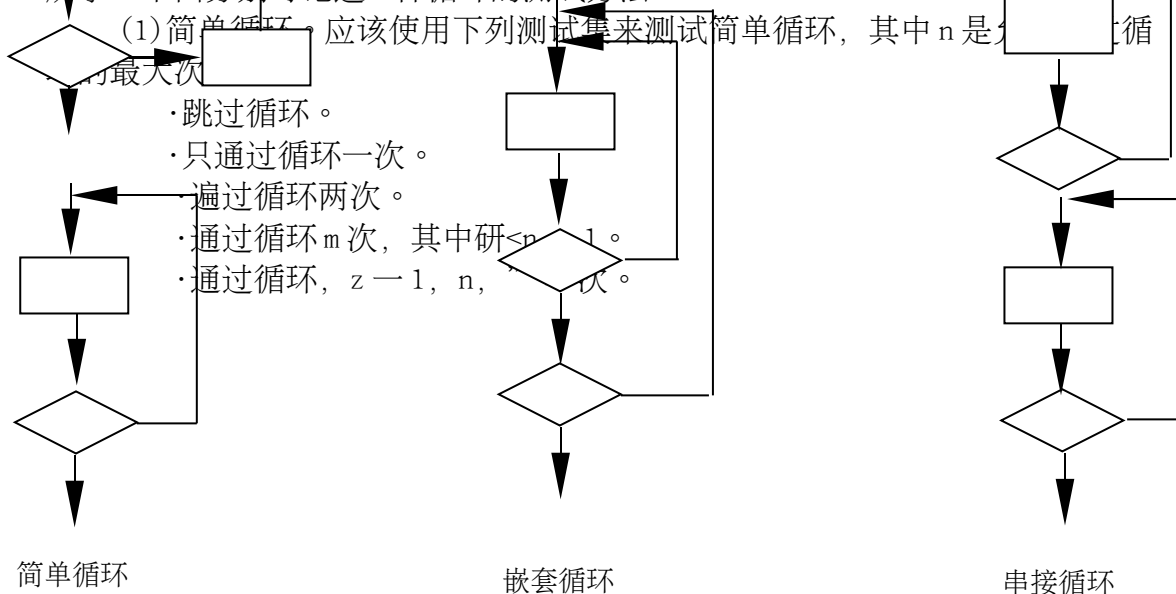 (1)简单循环。应该使用下列测试集来测试简单循环, 其中n是 循
的最大次
·跳过循环。
·只通过循环一次。
·遍过循环两次。
·通过循环m次, 其中研<n 1。
·通过循环, z一1, n, 次。
简单循环
嵌套循环
串接循环